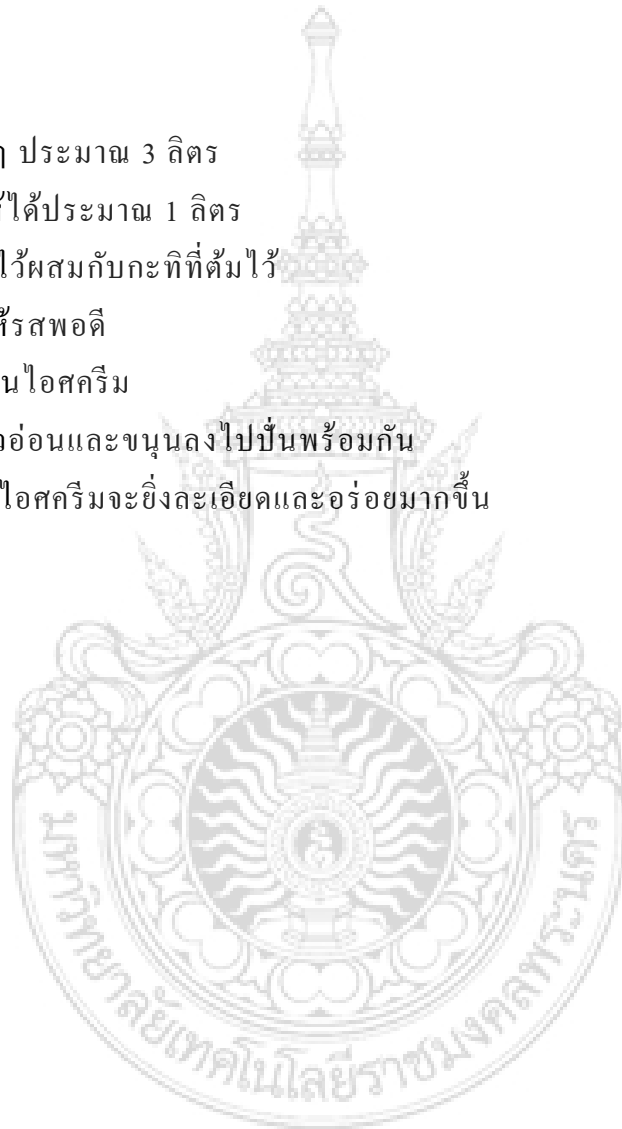 ๆ ประมาณ 3 ลิตร
ได้ประมาณ 1 ลิตร
ไว้ผสมกับกะทิที่ต้มไว้
ห้รสพอดี
นไอศครีม
วอ่อนและขนุนลงไปปั่นพร้อมกัน
ไอศครีมจะยิ่งละเอียดและอร่อยมากขึ้น
มหาวิทยาลัยเทคโนโลยีราชมงคลพระนคร